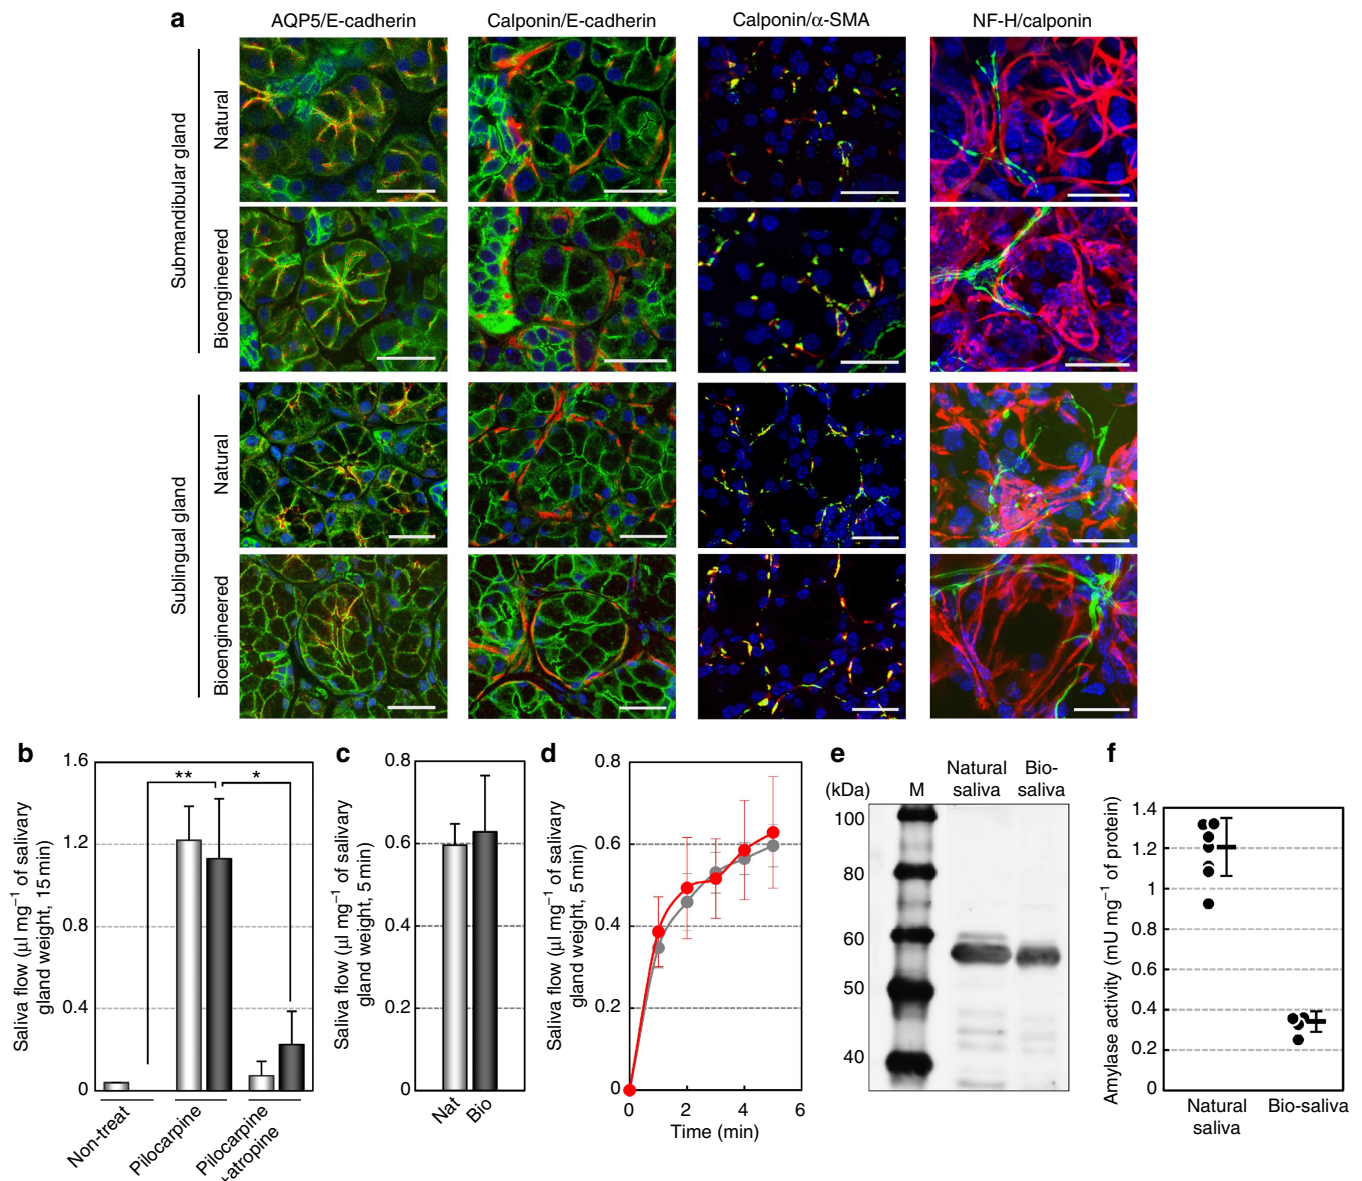 a
AQP5/E-cadherin
Calponin/E-cadherin
Calponin/α-SMA
NF-H/calponin
Submandibular gland
Natural
Bioengineered
Sublingual gland
Natural
Bioengineered
b
Saliva flow (µl mg⁻¹ of salivary
gland weight, 15 min)
1.6
1.2
0.8
0.4
0
**
*
Non-treat
Pilocarpine
Pilocarpine
+atropine
c
Saliva flow (µl mg⁻¹ of salivary
gland weight, 5 min)
0.8
0.6
0.4
0.2
0
Nat
Bio
d
Saliva flow (µl mg⁻¹ of salivary
gland weight, 5 min)
0.8
0.6
0.4
0.2
0
0 2 4 6
Time (min)
e
(kDa)
M
Natural
saliva
Bio-
saliva
100
80
60
50
40
f
Amylase activity (mU mg⁻¹ of protein)
1.4
1.2
1
0.8
0.6
0.4
0.2
0
Natural
saliva
Bio-saliva